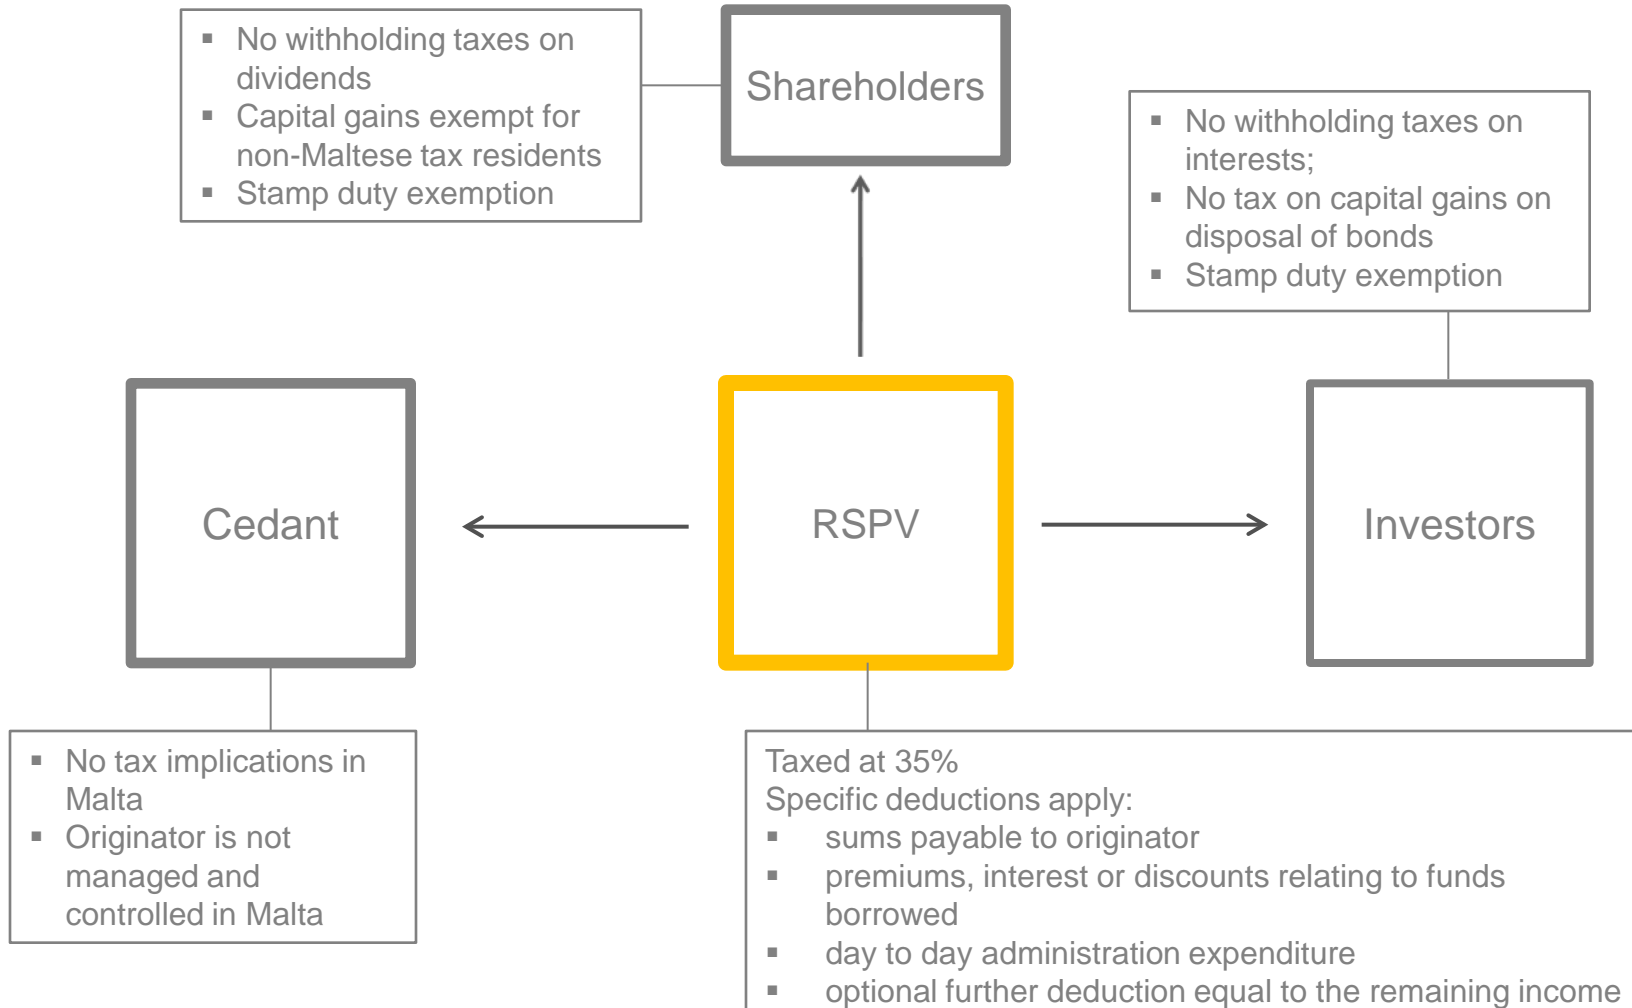 ▪ No withholding taxes on
dividends
▪ Capital gains exempt for
non-Maltese tax residents
▪ Stamp duty exemption
Shareholders
▪ No withholding taxes on
interests;
▪ No tax on capital gains on
disposal of bonds
▪ Stamp duty exemption
Cedant
RSPV
Investors
▪ No tax implications in
Malta
▪ Originator is not
managed and
controlled in Malta
Taxed at 35%
Specific deductions apply:
▪ sums payable to originator
▪ premiums, interest or discounts relating to funds
borrowed
▪ day to day administration expenditure
▪ optional further deduction equal to the remaining income